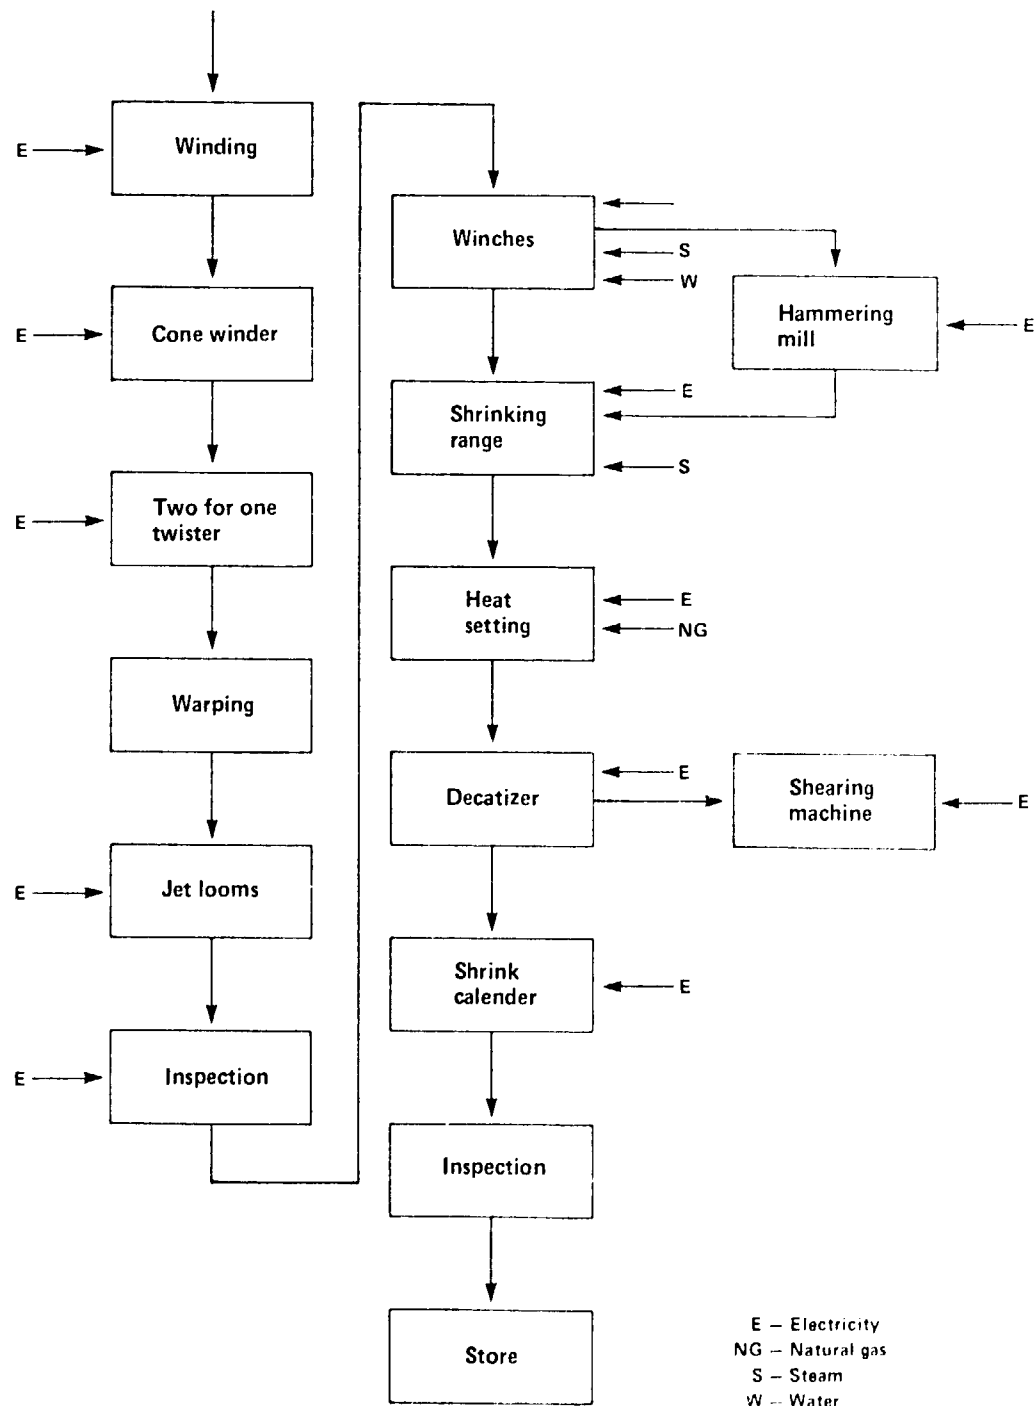 E
Winding
E
Cone winder
E
Two for one
twister
Warping
E
Jet looms
E
Inspection
Winches
S
W
Hammering
mill
E
Shrinking
range
E
S
Heat
setting
E
NG
Decatizer
E
Shearing
machine
E
Shrink
calender
E
Inspection
Store
E – Electricity
NG – Natural gas
S – Steam
W – Water